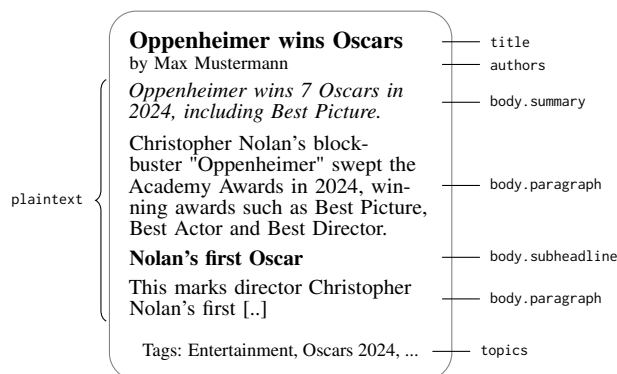 Oppenheimer wins Oscars
title
by Max Mustermann
authors
Oppenheimer wins 7 Oscars in
2024, including Best Picture.
body.summary
Christopher Nolan's block-
buster "Oppenheimer" swept the
Academy Awards in 2024, win-
ning awards such as Best Picture,
Best Actor and Best Director.
body.paragraph
plaintext
Nolan's first Oscar
body.subheadline
This marks director Christopher
Nolan's first [..]
body.paragraph
Tags: Entertainment, Oscars 2024, ...
topics